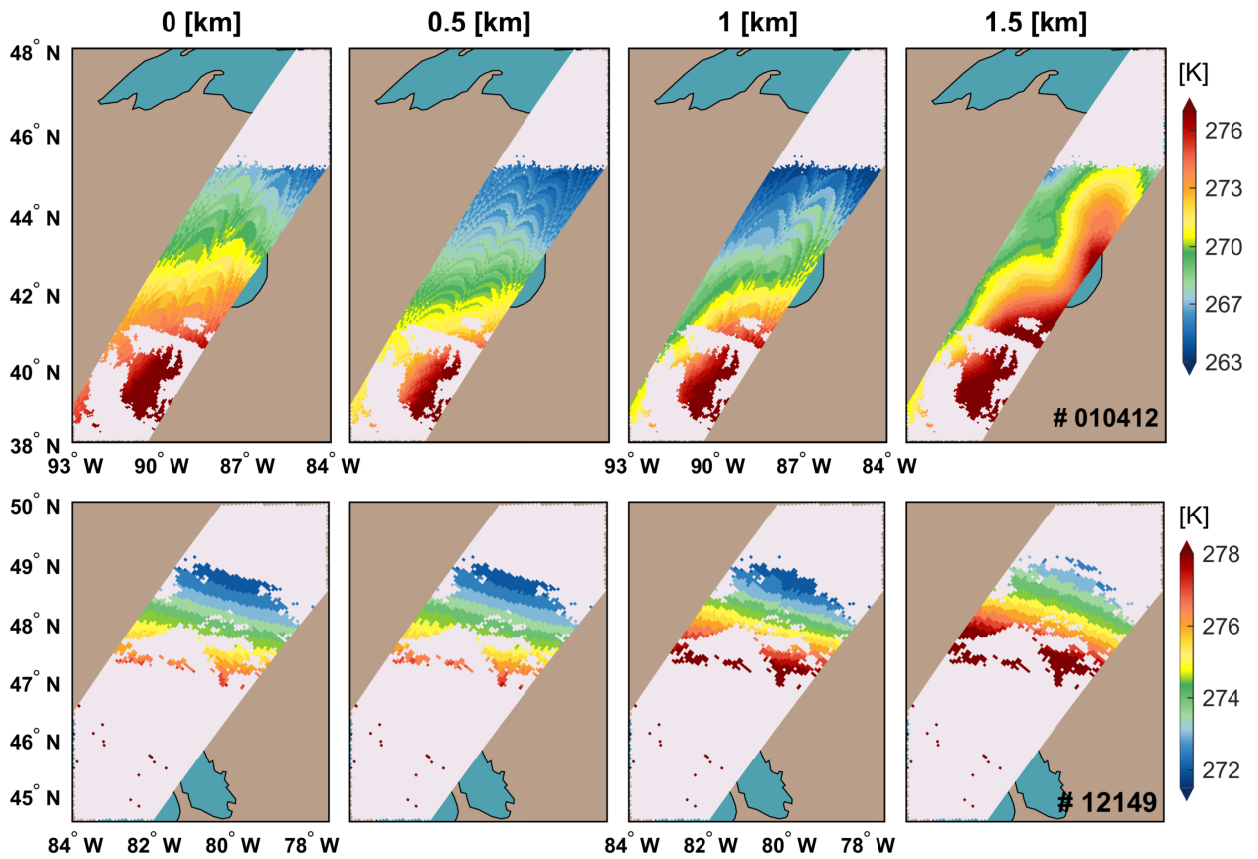 0 [km] 0.5 [km] 1 [km] 1.5 [km]
48° N
46° N
44° N
42° N
40° N
38° N
[K]
276
273
270
267
263
# 010412
93° W 90° W 87° W 84° W 93° W 90° W 87° W 84° W
50° N
49° N
48° N
47° N
46° N
45° N
[K]
278
276
274
272
# 12149
84° W 82° W 80° W 78° W 84° W 82° W 80° W 78° W